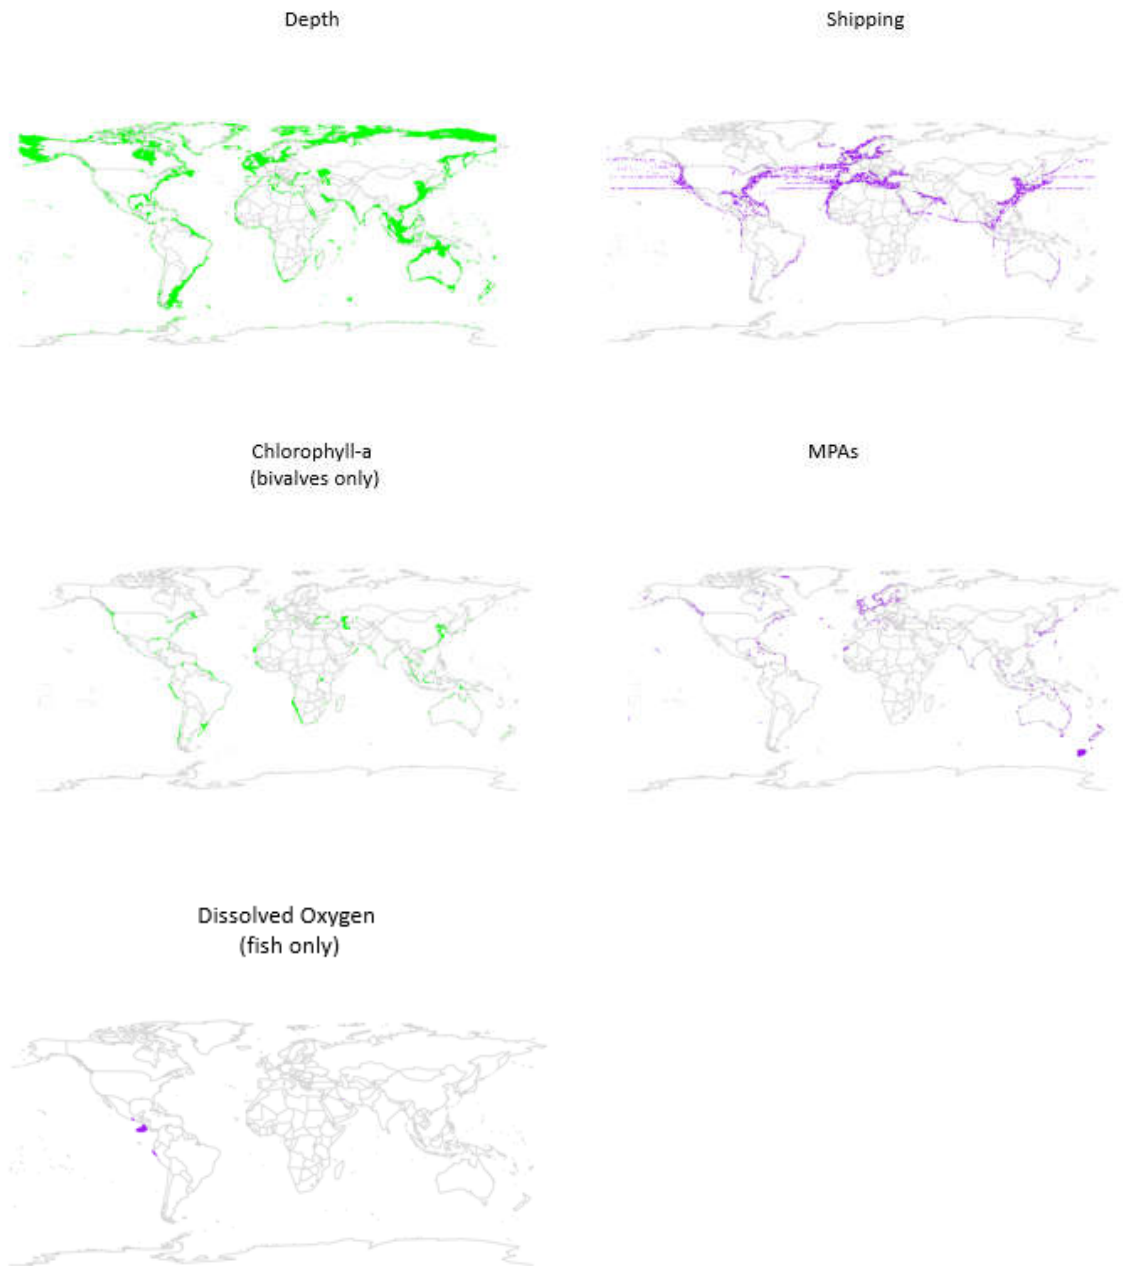 Depth
Shipping
Chlorophyll-a
(bivalves only)
MPAs
Dissolved Oxygen
(fish only)